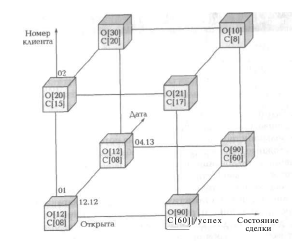 Номер
клиента
O[30]
C[20]
O[10]
C[8]
02
O[20]
C[15]
O[21]
C[17]
Дата
04.13
O[12]
C[08]
O[90]
C[60]
01
12.12
O[12]
C[08]
Открыта
O[90]
C[60]/успех
Состояние
сделки